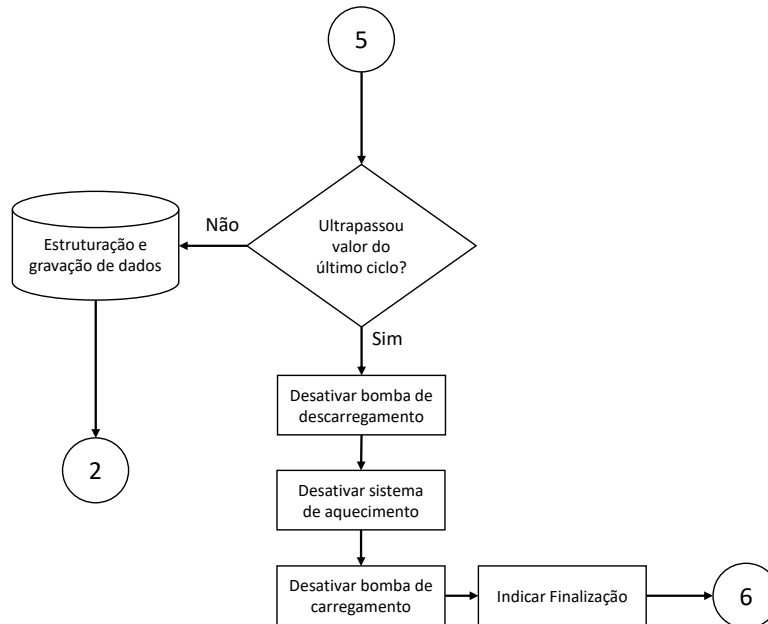 5
Ultrapassou
valor do
último ciclo?
Não
Estruturação e
gravação de dados
Sim
Desativar bomba de
descarregamento
2
Desativar sistema
de aquecimento
Desativar bomba de
carregamento
Indicar Finalização
6